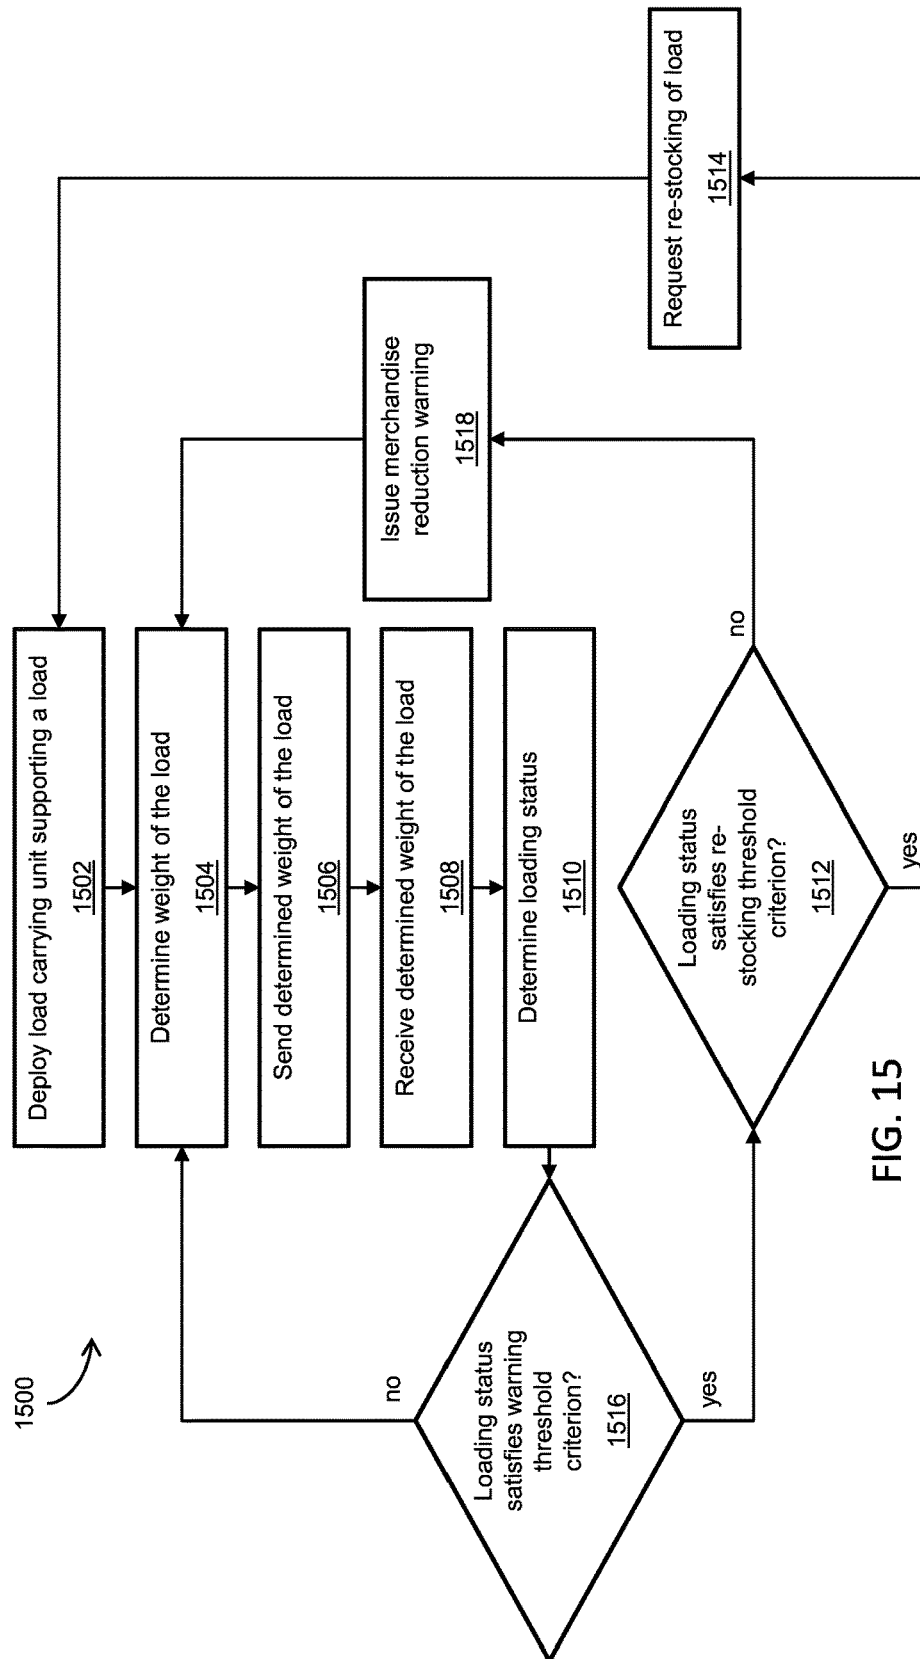 1500
Deploy load carrying unit supporting a load
1502
Determine weight of the load
1504
Send determined weight of the load
1506
Receive determined weight of the load
1508
Determine loading status
1510
Loading status
satisfies warning
threshold
criterion?
1516
no
yes
Loading status
satisfies re-
stocking threshold
criterion?
1512
no
yes
Issue merchandise
reduction warning
1518
Request re-stocking of load
1514
FIG. 15